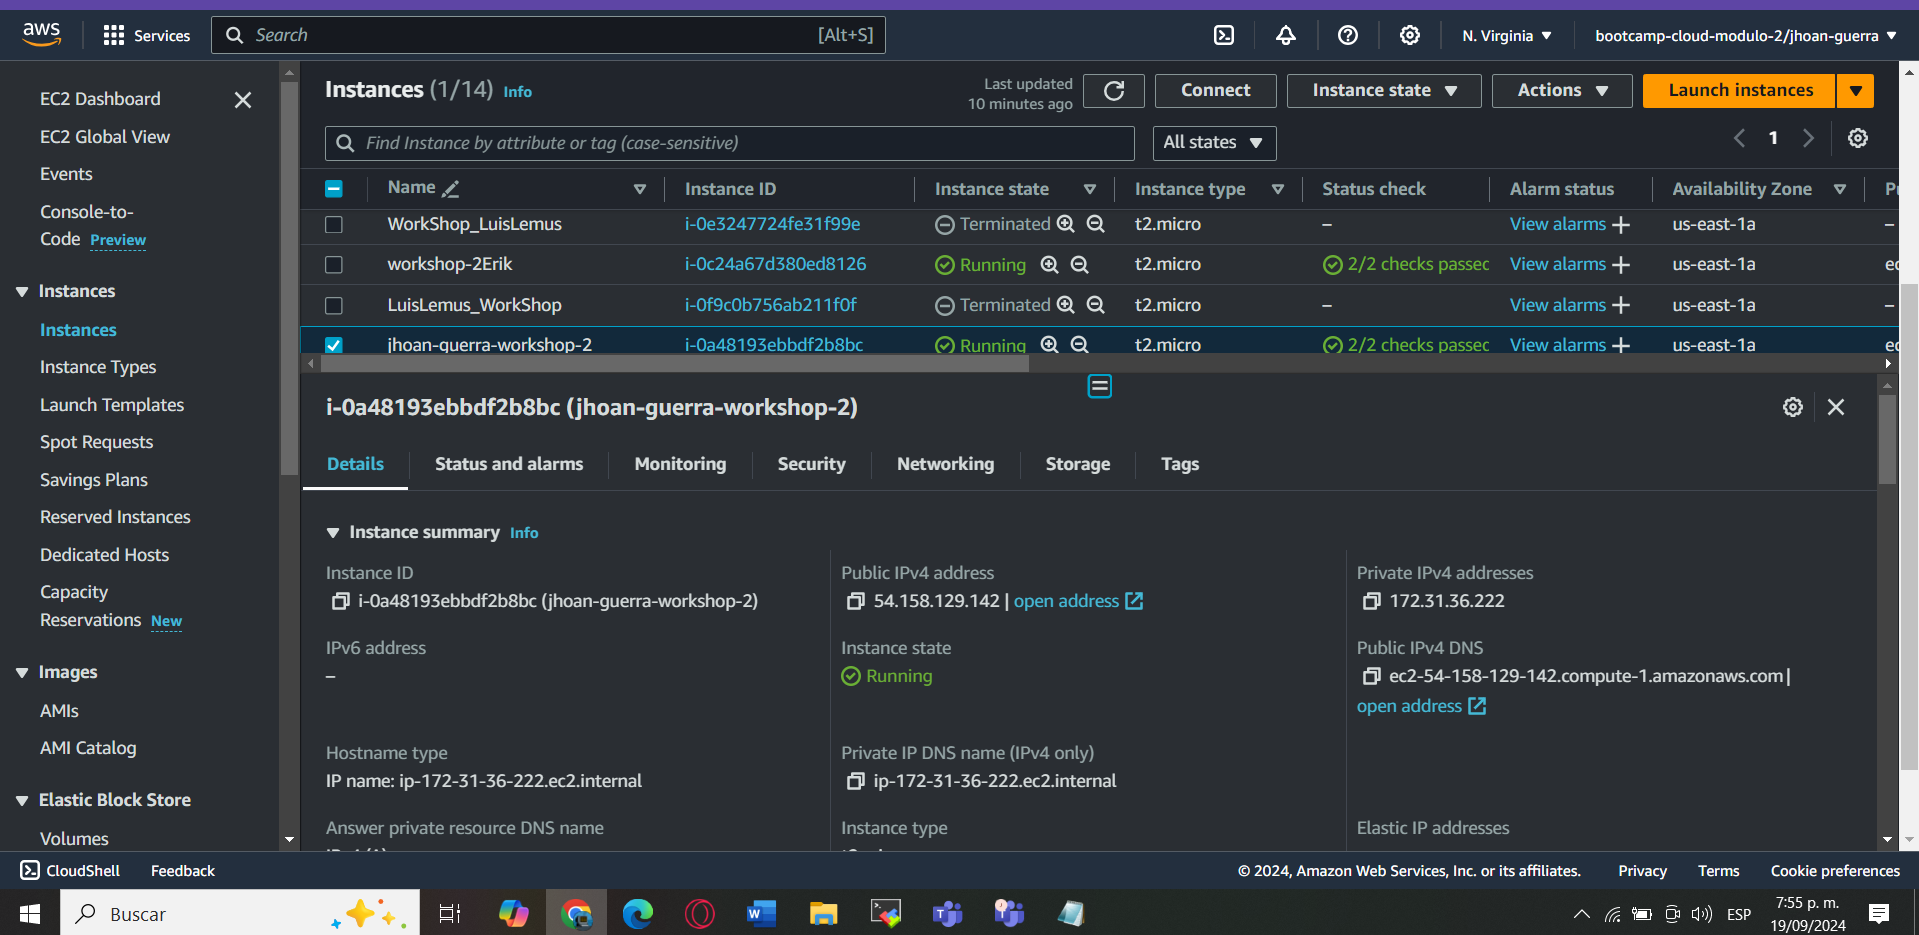 aws
Services
Search
[Alt+S]
N. Virginia
bootcamp-cloud-modulo-2/jhoan-guerra
EC2 Dashboard
EC2 Global View
Events
Console-to-
Code Preview
Instances
Instances
Instance Types
Launch Templates
Spot Requests
Savings Plans
Reserved Instances
Dedicated Hosts
Capacity
Reservations New
Images
AMIs
AMI Catalog
Elastic Block Store
Volumes
Instances (1/14) Info
Last updated
10 minutes ago
Connect
Instance state
Actions
Launch instances
Find Instance by attribute or tag (case-sensitive)
All states
1
Name Instance ID Instance state Instance type Status check Alarm status Availability Zone
WorkShop_LuisLemus i-0e3247724fe31f99e Terminated t2.micro – View alarms + us-east-1a –
workshop-2Erik i-0c24a67d380ed8126 Running t2.micro 2/2 checks passed View alarms + us-east-1a
LuisLemus_WorkShop i-0f9c0b756ab211f0f Terminated t2.micro – View alarms + us-east-1a –
jhoan-guerra-workshop-2 i-0a48193ebbdf2b8bc Running t2.micro 2/2 checks passed View alarms + us-east-1a
i-0a48193ebbdf2b8bc (jhoan-guerra-workshop-2)
Details Status and alarms Monitoring Security Networking Storage Tags
Instance summary Info
Instance ID
i-0a48193ebbdf2b8bc (jhoan-guerra-workshop-2)
Public IPv4 address
54.158.129.142 | open address
Private IPv4 addresses
172.31.36.222
IPv6 address
–
Instance state
Running
Public IPv4 DNS
ec2-54-158-129-142.compute-1.amazonaws.com |
open address
Hostname type
IP name: ip-172-31-36-222.ec2.internal
Private IP DNS name (IPv4 only)
ip-172-31-36-222.ec2.internal
Answer private resource DNS name
Instance type
Elastic IP addresses
CloudShell
Feedback
© 2024, Amazon Web Services, Inc. or its affiliates.
Privacy
Terms
Cookie preferences
Buscar
ESP
7:55 p. m.
19/09/2024